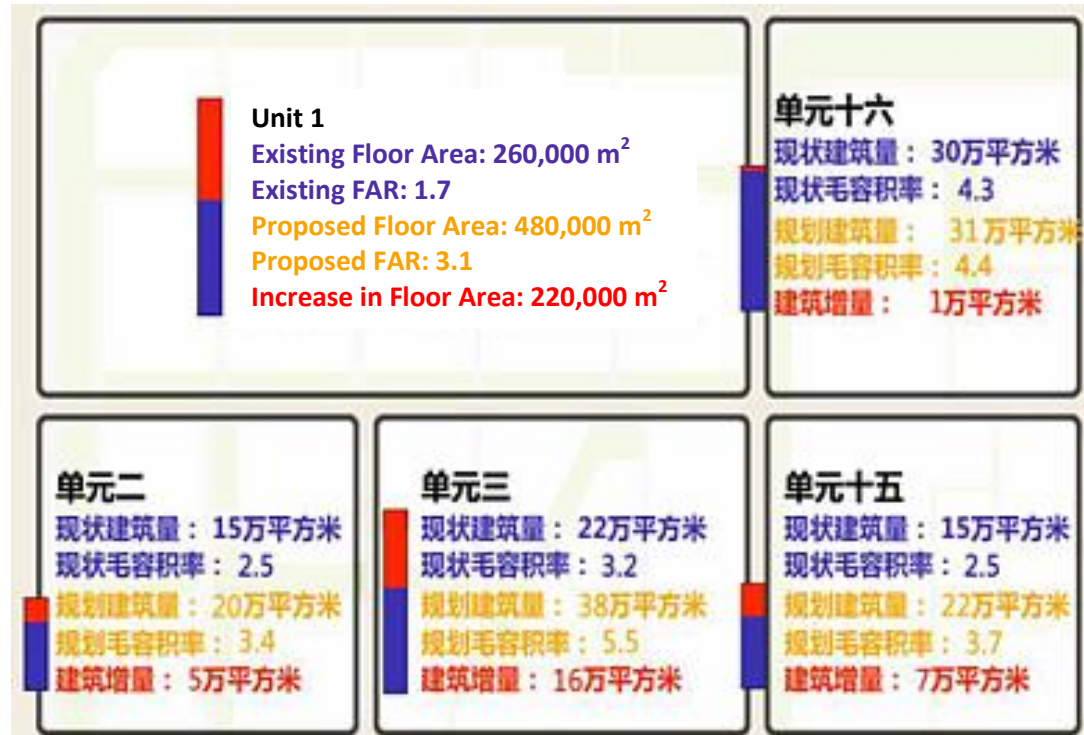 Unit 1
Existing Floor Area: 260,000 m²
Existing FAR: 1.7
Proposed Floor Area: 480,000 m²
Proposed FAR: 3.1
Increase in Floor Area: 220,000 m²
单元十六
现状建筑量： 30万平方米
现状毛容积率： 4.3
规划建筑量： 31万平方米
规划毛容积率： 4.4
建筑增量： 1万平方米
单元二
现状建筑量： 15万平方米
现状毛容积率： 2.5
规划建筑量： 20万平方米
规划毛容积率： 3.4
建筑增量： 5万平方米
单元三
现状建筑量： 22万平方米
现状毛容积率： 3.2
规划建筑量： 38万平方米
规划毛容积率： 5.5
建筑增量： 16万平方米
单元十五
现状建筑量： 15万平方米
现状毛容积率： 2.5
规划建筑量： 22万平方米
规划毛容积率： 3.7
建筑增量： 7万平方米